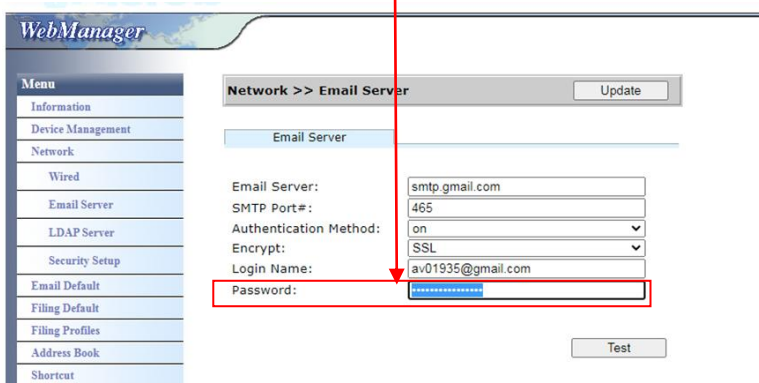 WebManager
Menu
Information
Device Management
Network
Wired
Email Server
LDAP Server
Security Setup
Email Default
Filing Default
Filing Profiles
Address Book
Shortcut
Network >> Email Server
Update
Email Server
Email Server: smtp.gmail.com
SMTP Port#: 465
Authentication Method: on
Encrypt: SSL
Login Name: av01935@gmail.com
Password: ••••••••••••••••
Test